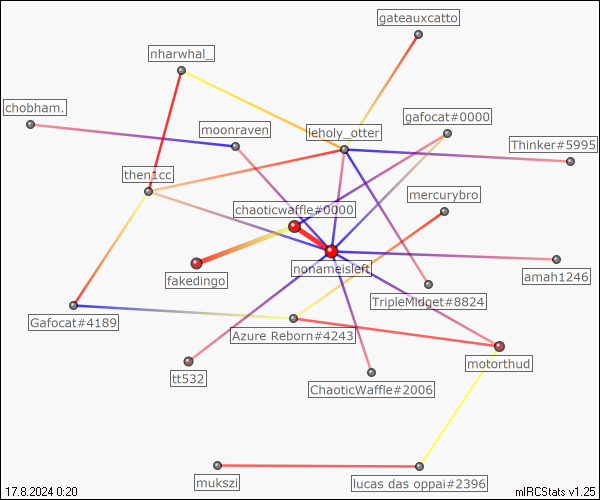 gateauxcatto
nharwhal_
chobham.
gafocat#0000
moonraven
leholy_otter
Thinker#5995
then1cc
mercurybro
chaoticwaffle#0000
nonameisleft
fakedingo
amah1246
TripleMidget#8824
Gafocat#4189
Azure Reborn#4243
motorthud
tt532
ChaoticWaffle#2006
mukszi
lucas das oppai#2396
17.8.2024 0:20
mIRCStats v1.25